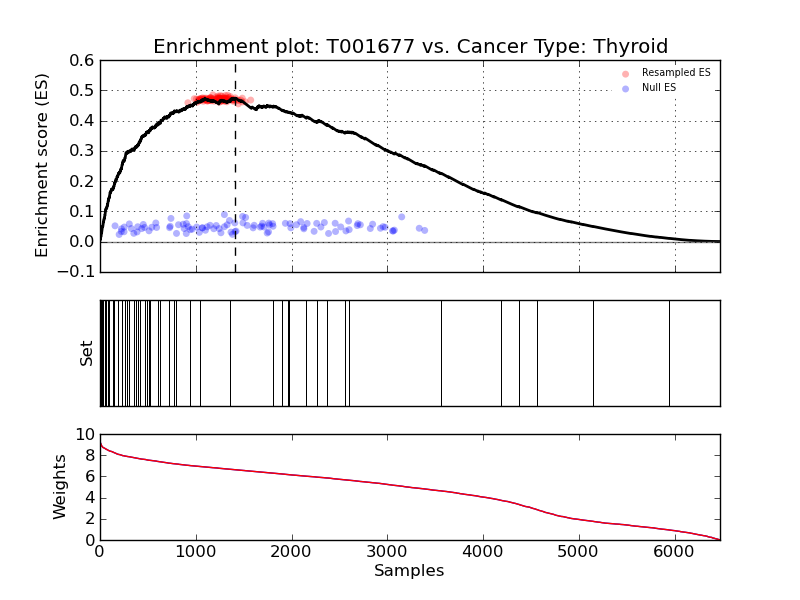 Enrichment plot: T001677 vs. Cancer Type: Thyroid
0.6
0.5
0.4
0.3
0.2
0.1
0.0
−0.1
Enrichment score (ES)
Resampled ES
Null ES
Set
10
8
6
4
2
0
Weights
0 1000 2000 3000 4000 5000 6000
Samples